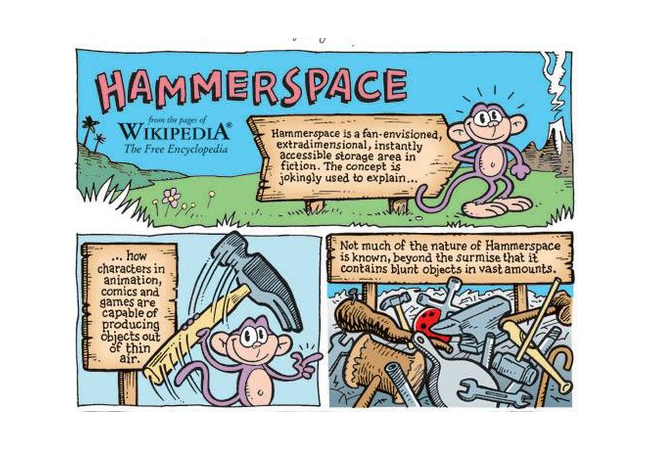 HAMMERSPACE
from the pages of
WIKIPEDIA®
The Free Encyclopedia
Hammerspace is a fan-envisioned,
extradimensional, instantly
accessible storage area in
fiction. The concept is
jokingly used to explain...
... how
characters in
animation,
comics and
games are
capable of
producing
objects out
of thin
air.
Not much of the nature of Hammerspace
is known, beyond the surmise that it
contains blunt objects in vast amounts.